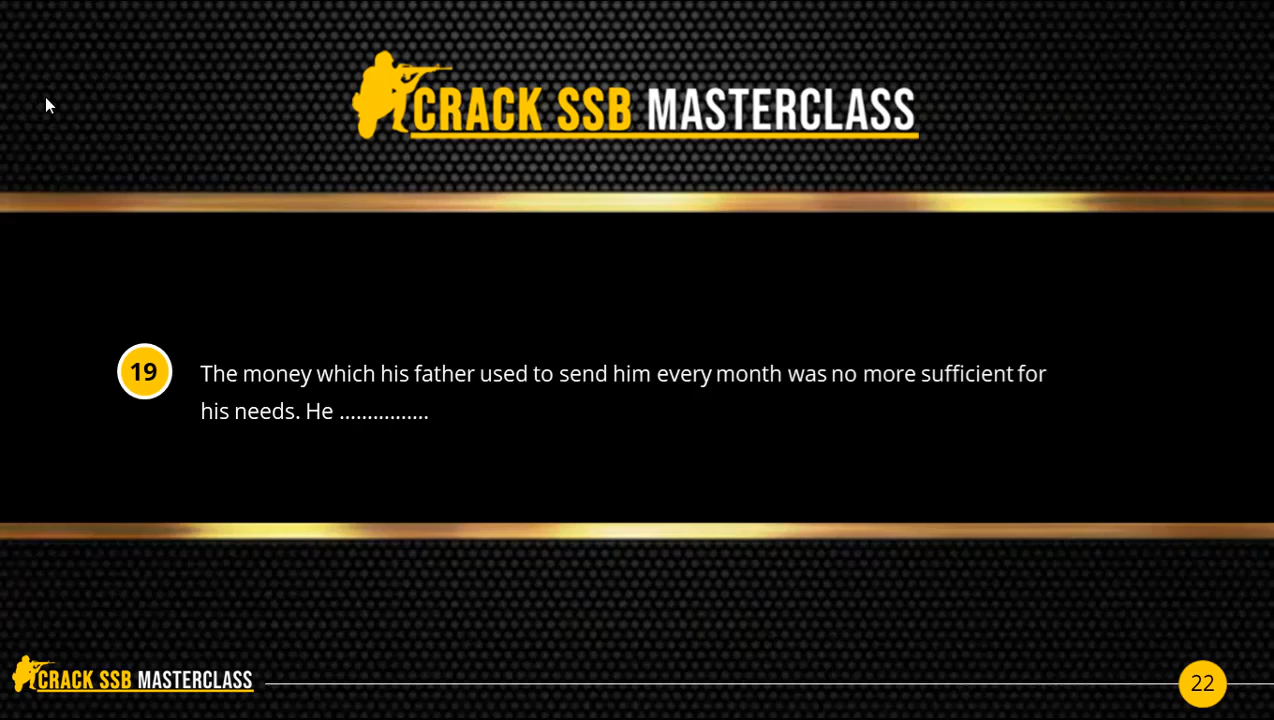 CRACK SSB MASTERCLASS
19
The money which his father used to send him every month was no more sufficient for
his needs. He ................
CRACK SSB MASTERCLASS
22